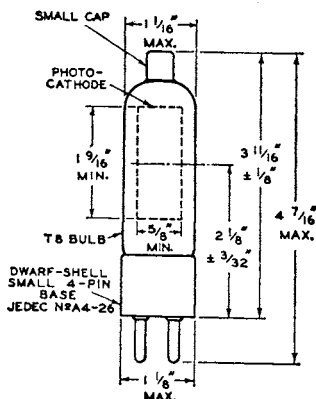 1 1/16"
MAX.
SMALL CAP
PHOTO-
CATHODE
1 9/16"
MIN.
3 11/16"
± 1/8"
4 7/16"
MAX.
5/8"
MIN.
2 1/8"
± 3/32"
T8 BULB
DWARF-SHELL
SMALL 4-PIN
BASE
JEDEC NºA4-26
1 1/8"
MAX.